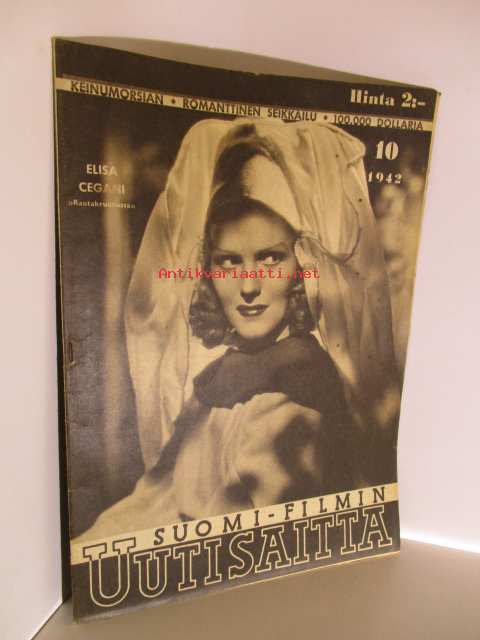 Hinta 2:-
KEINUMORSIAN • ROMANTTINEN SEIKKAILU • 100,000 DOLLARIA
10
1942
ELISA
CEGANI
»Rautakruunussa»
Antikvariaatti.net
SUOMI-FILMIN
UUTISAITTA